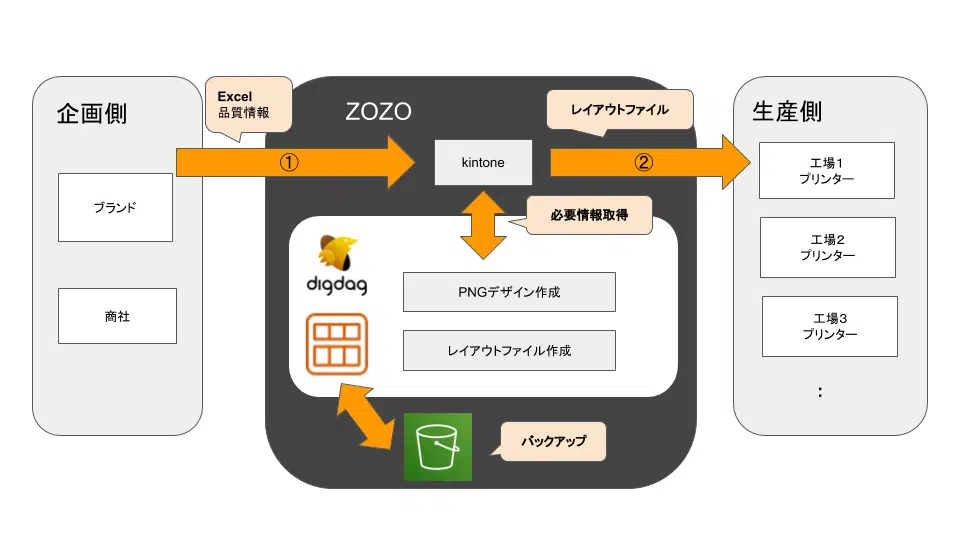 企画側
ブランド
商社
Excel
品質情報
①
ZOZO
kintone
レイアウトファイル
②
必要情報取得
digdag
PNGデザイン作成
レイアウトファイル作成
バックアップ
生産側
工場1
プリンター
工場2
プリンター
工場3
プリンター
：